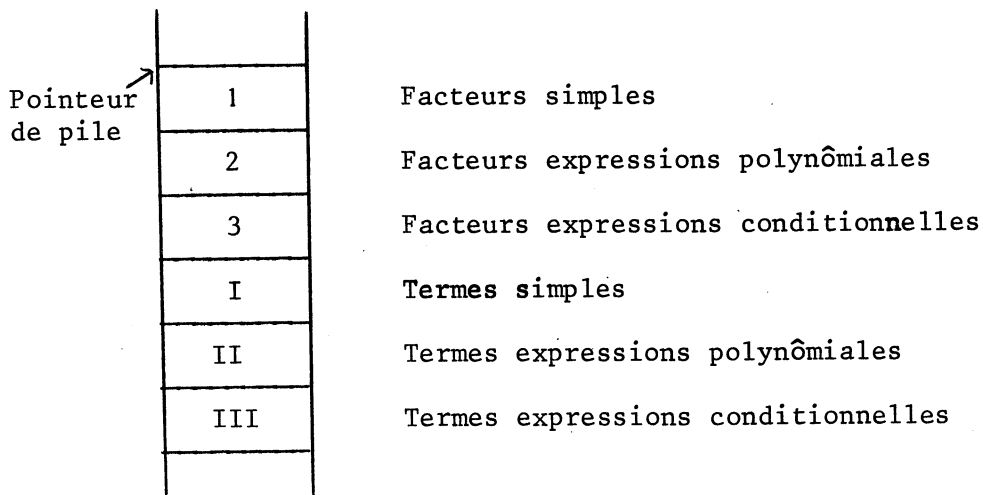 Pointeur
de pile
1 Facteurs simples
2 Facteurs expressions polynômiales
3 Facteurs expressions conditionnelles
I Termes simples
II Termes expressions polynômiales
III Termes expressions conditionnelles